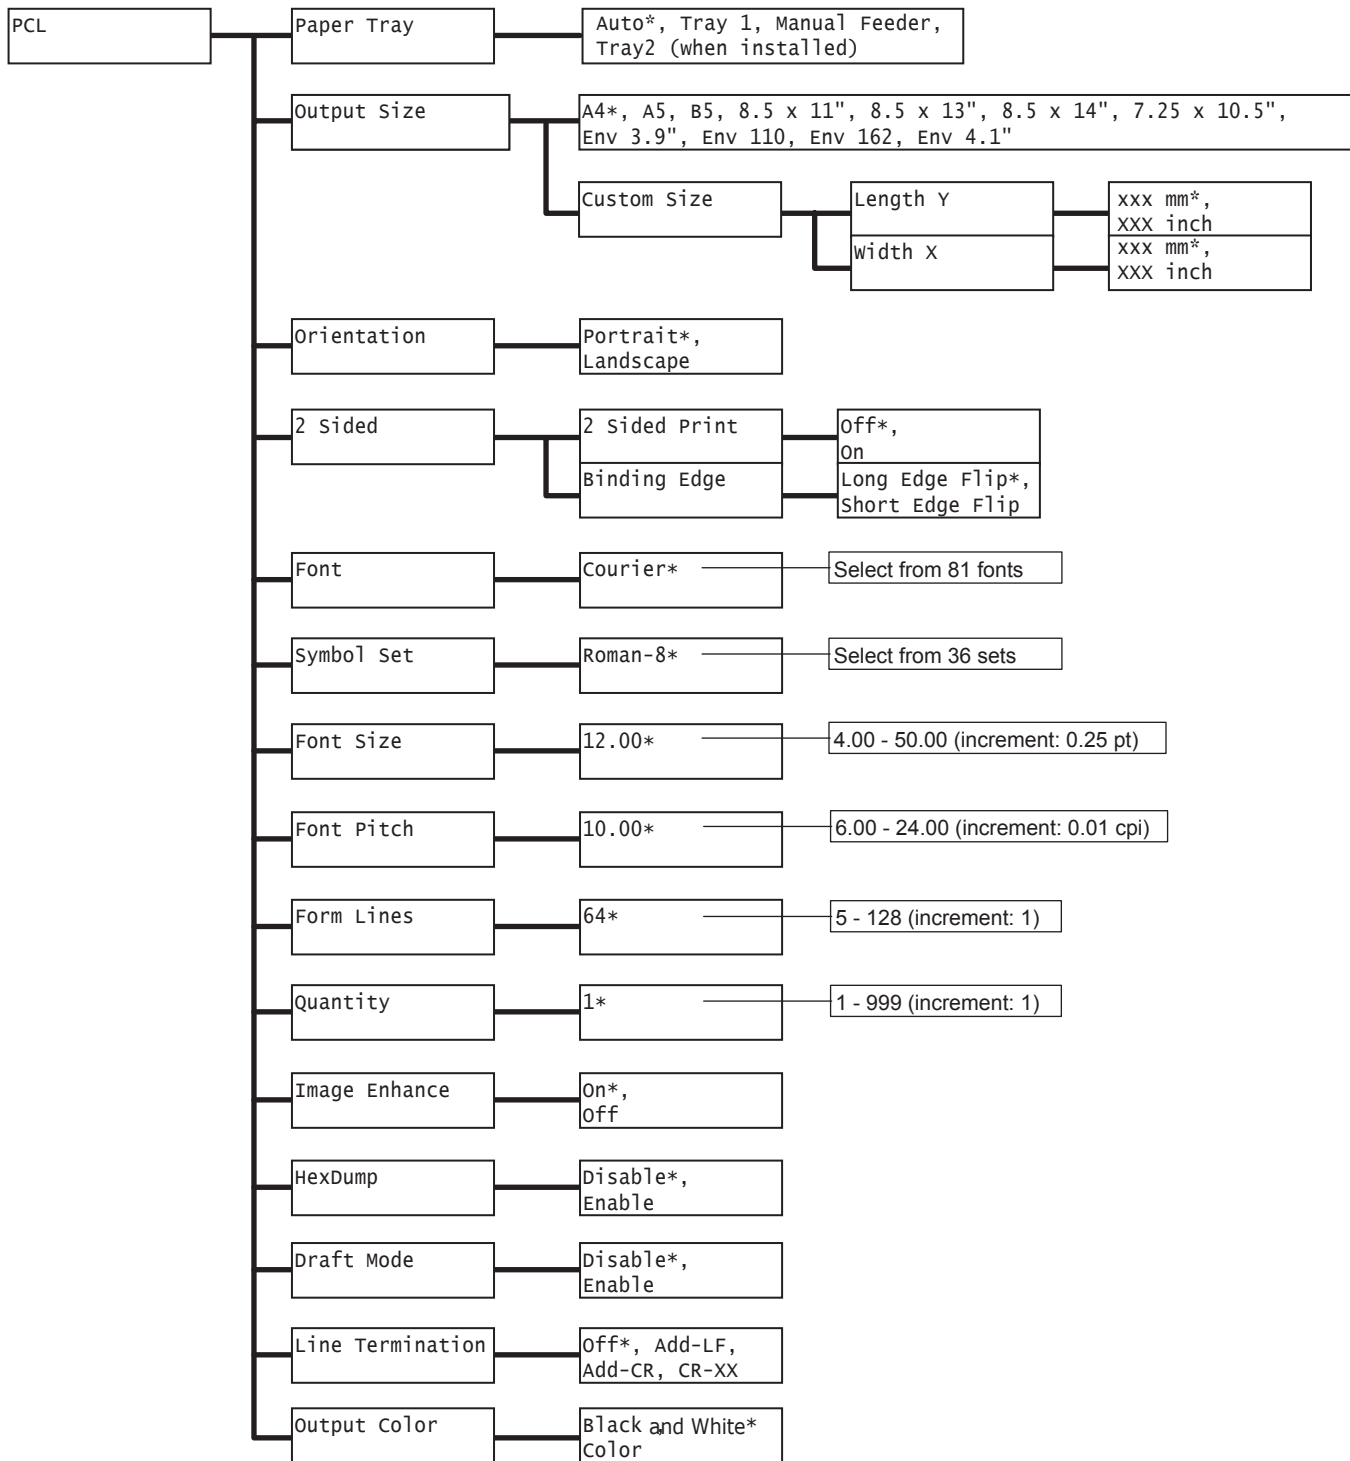 PCL
Paper Tray
Auto*, Tray 1, Manual Feeder,
Tray2 (when installed)
Output Size
A4*, A5, B5, 8.5 x 11", 8.5 x 13", 8.5 x 14", 7.25 x 10.5",
Env 3.9", Env 110, Env 162, Env 4.1"
Custom Size
Length Y
xxx mm*,
XXX inch
Width X
xxx mm*,
XXX inch
Orientation
Portrait*,
Landscape
2 Sided
2 Sided Print
Off*,
On
Binding Edge
Long Edge Flip*,
Short Edge Flip
Font
Courier*
Select from 81 fonts
Symbol Set
Roman-8*
Select from 36 sets
Font Size
12.00*
4.00 - 50.00 (increment: 0.25 pt)
Font Pitch
10.00*
6.00 - 24.00 (increment: 0.01 cpi)
Form Lines
64*
5 - 128 (increment: 1)
Quantity
1*
1 - 999 (increment: 1)
Image Enhance
On*,
Off
HexDump
Disable*,
Enable
Draft Mode
Disable*,
Enable
Line Termination
Off*, Add-LF,
Add-CR, CR-XX
Output Color
Black and White*
Color